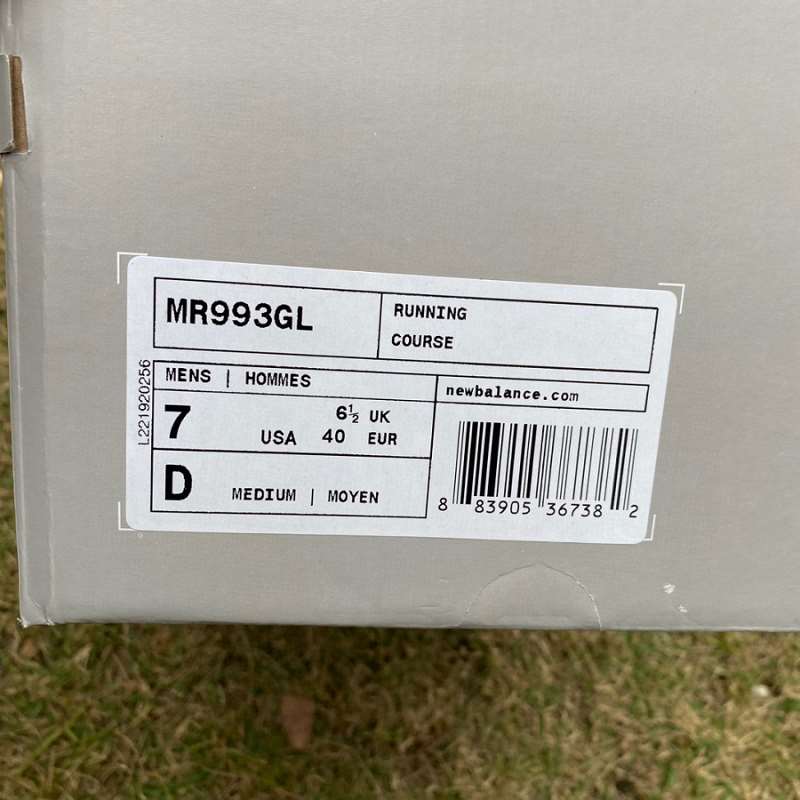 MR993GL
RUNNING
COURSE
L221920256
MENS | HOMMES
newbalance.com
7
6½ UK
USA 40 EUR
D
MEDIUM | MOYEN
8 83905 36738 2